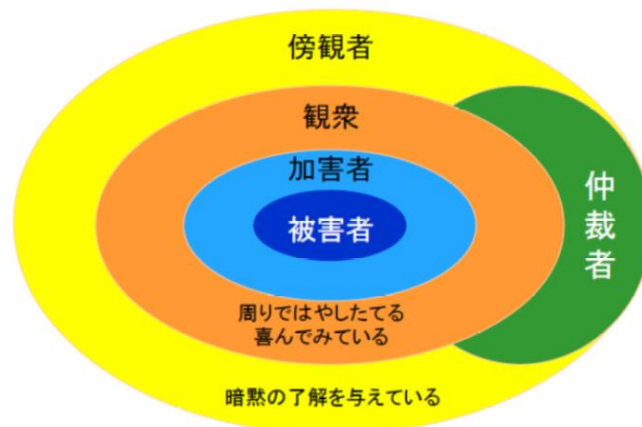 傍観者
観衆
加害者
被害者
仲裁者
周りではやしたてる
喜んでみている
暗黙の了解を与えている